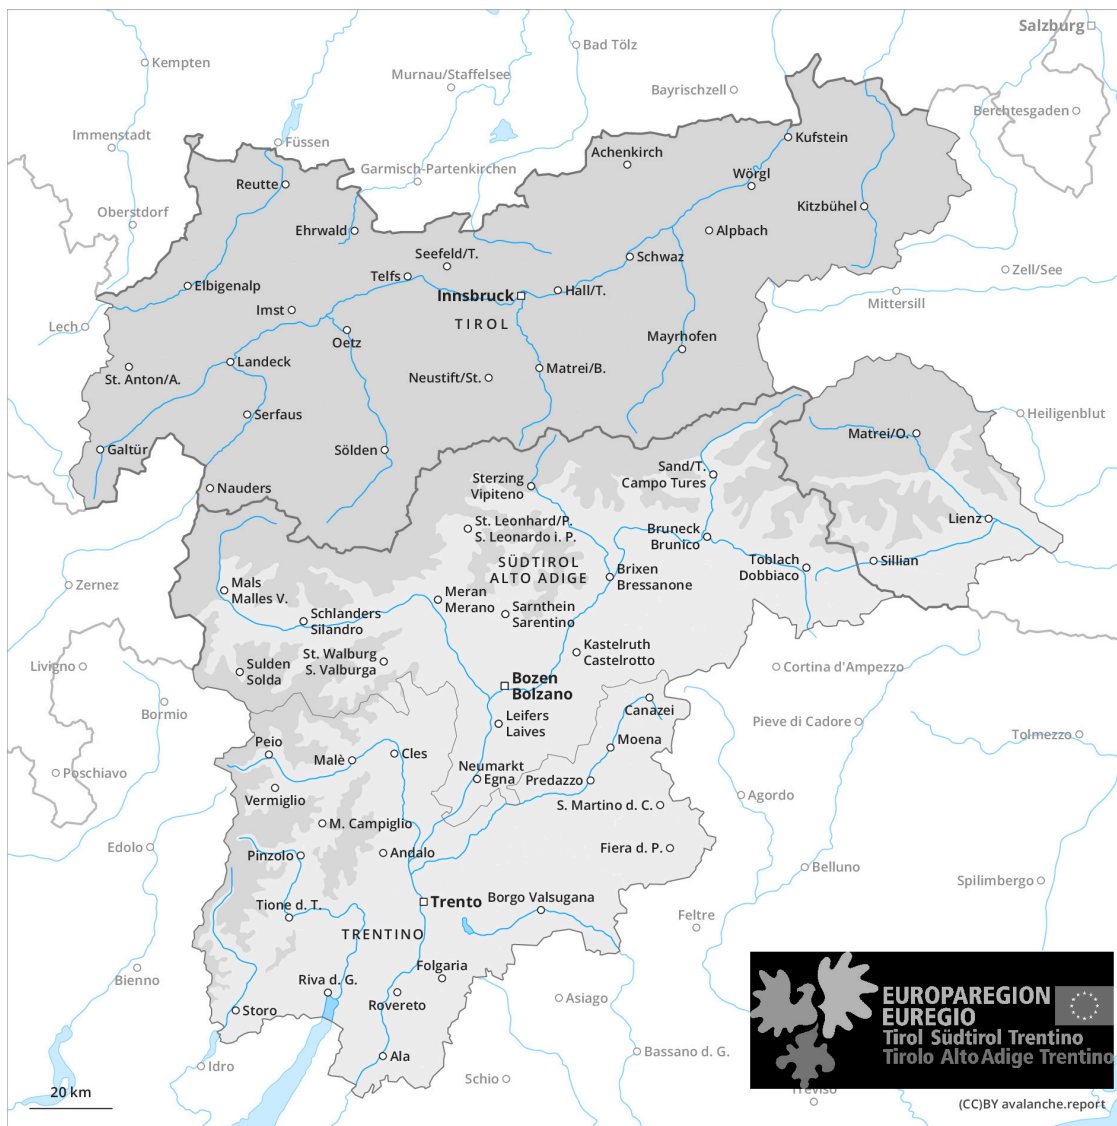 Salzburg
Bad Tölz
Kempten
Murnau/Staffelsee
Bayrischzell
Berchtesgaden
Immenstadt
Füssen
Kufstein
Achenkirch
Garmisch-Partenkirchen
Wörgl
Reutte
Oberstdorf
Kitzbühel
Ehrwald
Alpbach
Seefeld/T.
Schwaz
Zell/See
Telfs
Elbigenalp
Innsbruck
Hall/T.
Mittersill
Imst
TIROL
Lech
Oetz
Mayrhofen
Landeck
Matrei/B.
St. Anton/A.
Neustift/St.
Serfaus
Heiligenblut
Matrei/O.
Galtür
Sölden
Sand/T.
Campo Tures
Sterzing
Vipiteno
Nauders
St. Leonhard/P.
S. Leonardo i. P.
Lienz
Bruneck
Brunico
SÜDTIROL
ALTO ADIGE
Toblach
Dobbiaco
Sillian
Brixen
Bressanone
Zernez
Mals
Malles V.
Meran
Merano
Schlanders
Silandro
Sarnthein
Sarentino
Kastelruth
Castelrotto
St. Walburg
S. Valburga
Livigno
Sulden
Solda
Cortina d'Ampezzo
Bozen
Bolzano
Bormio
Canazei
Leifers
Laives
Pieve di Cadore
Tolmezzo
Peio
Moena
Malè
Cles
Poschiavo
Neumarkt
Egna
Predazzo
Vermiglio
Agordo
S. Martino d. C.
M. Campiglio
Edolo
Pinzolo
Andalo
Fiera d. P.
Belluno
Spilimbergo
Trento
Borgo Valsugana
Tione d. T.
Feltre
TRENTINO
Bienno
Folgaria
Riva d. G.
Rovereto
Asiago
Storo
EUROPAREGION
EUREGIO
Tirol Südtirol Trentino
Tirolo Alto Adige Trentino
Ala
Bassano d. G.
Idro
Schio
Treviso
20 km
(CC)BY avalanche.report